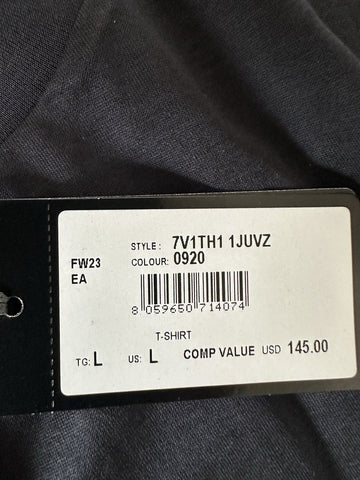 STYLE: 7V1TH1 1JUVZ
FW23 COLOUR: 0920
EA
8 059650 714074
T-SHIRT
TG: L US: L COMP VALUE USD 145.00